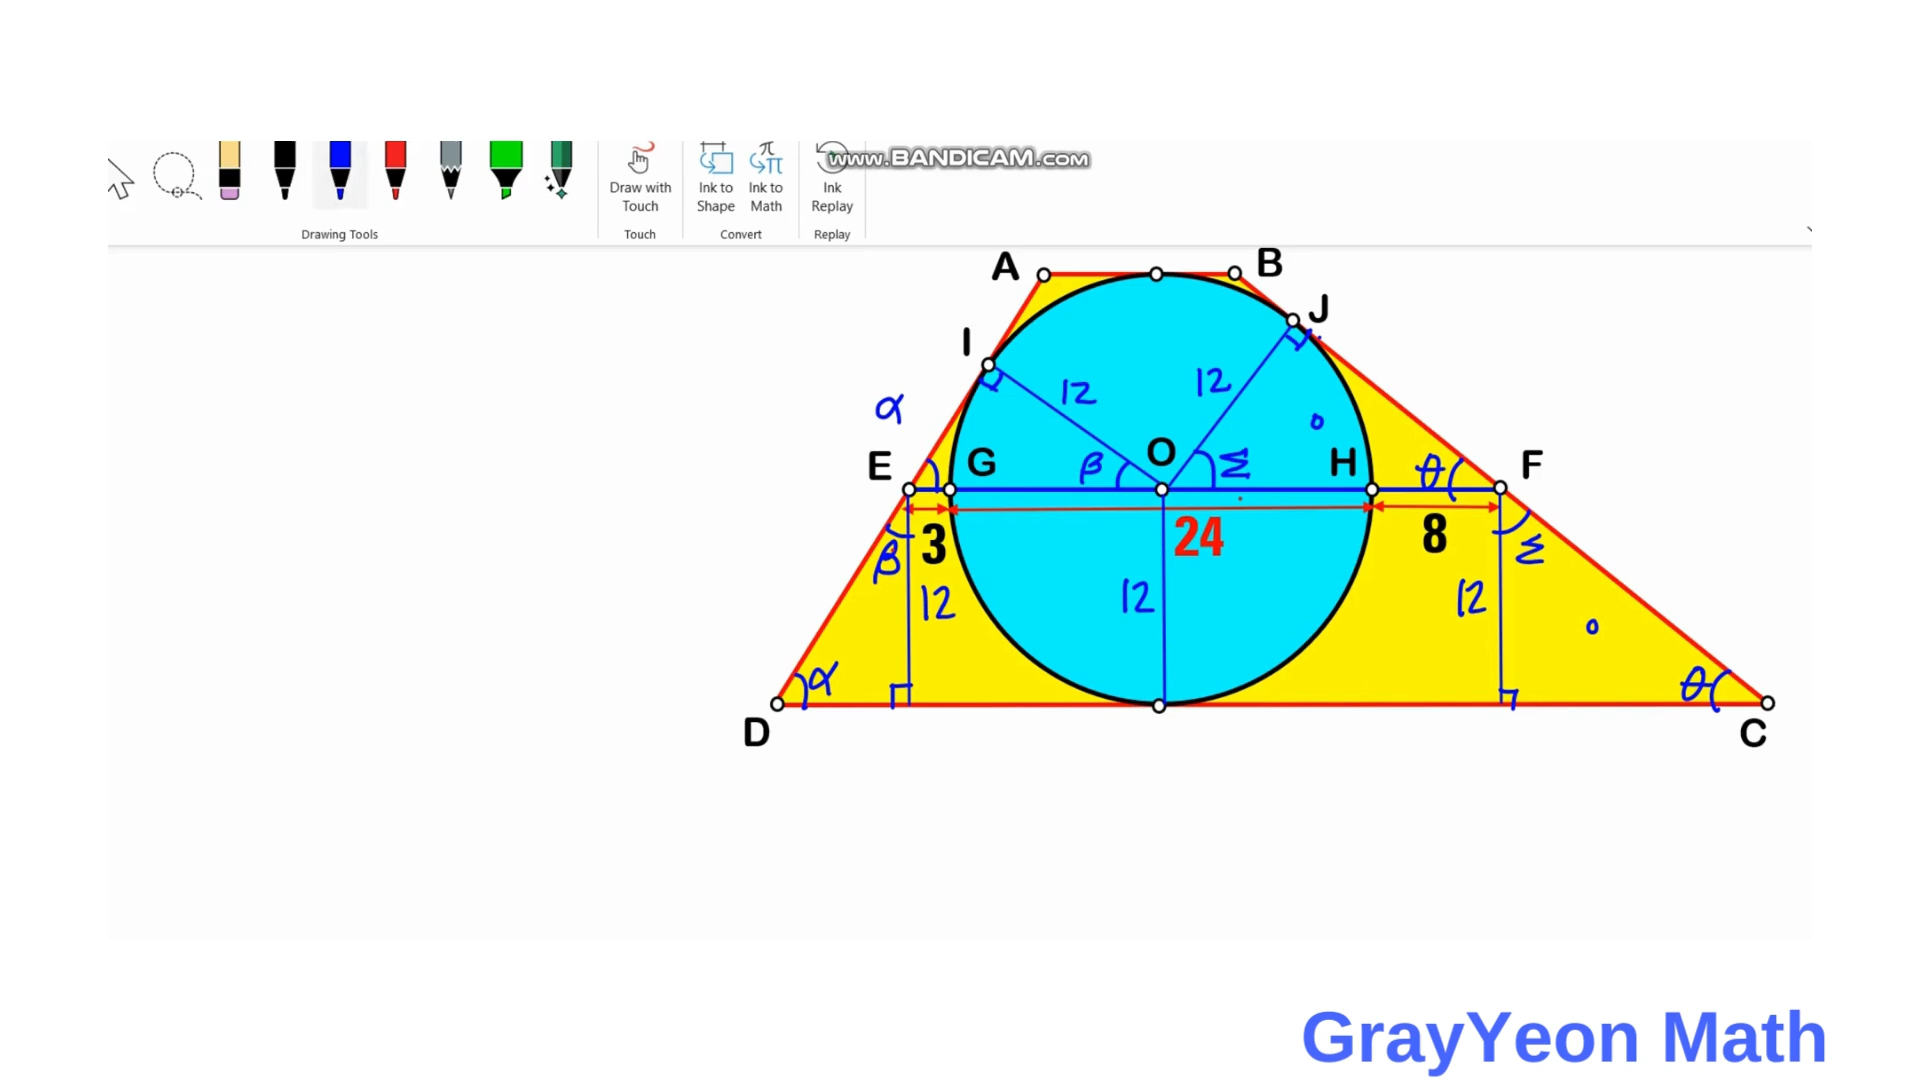 www.BANDICAM.com
Draw with Touch
Ink to Shape
Ink to Math
Ink Replay
Drawing Tools
Touch
Convert
Replay
A
B
J
I
12
12
α
E
G
β
O
Σ
H
θ
F
3
24
8
β
Σ
12
12
12
α
θ
D
C
GrayYeon Math